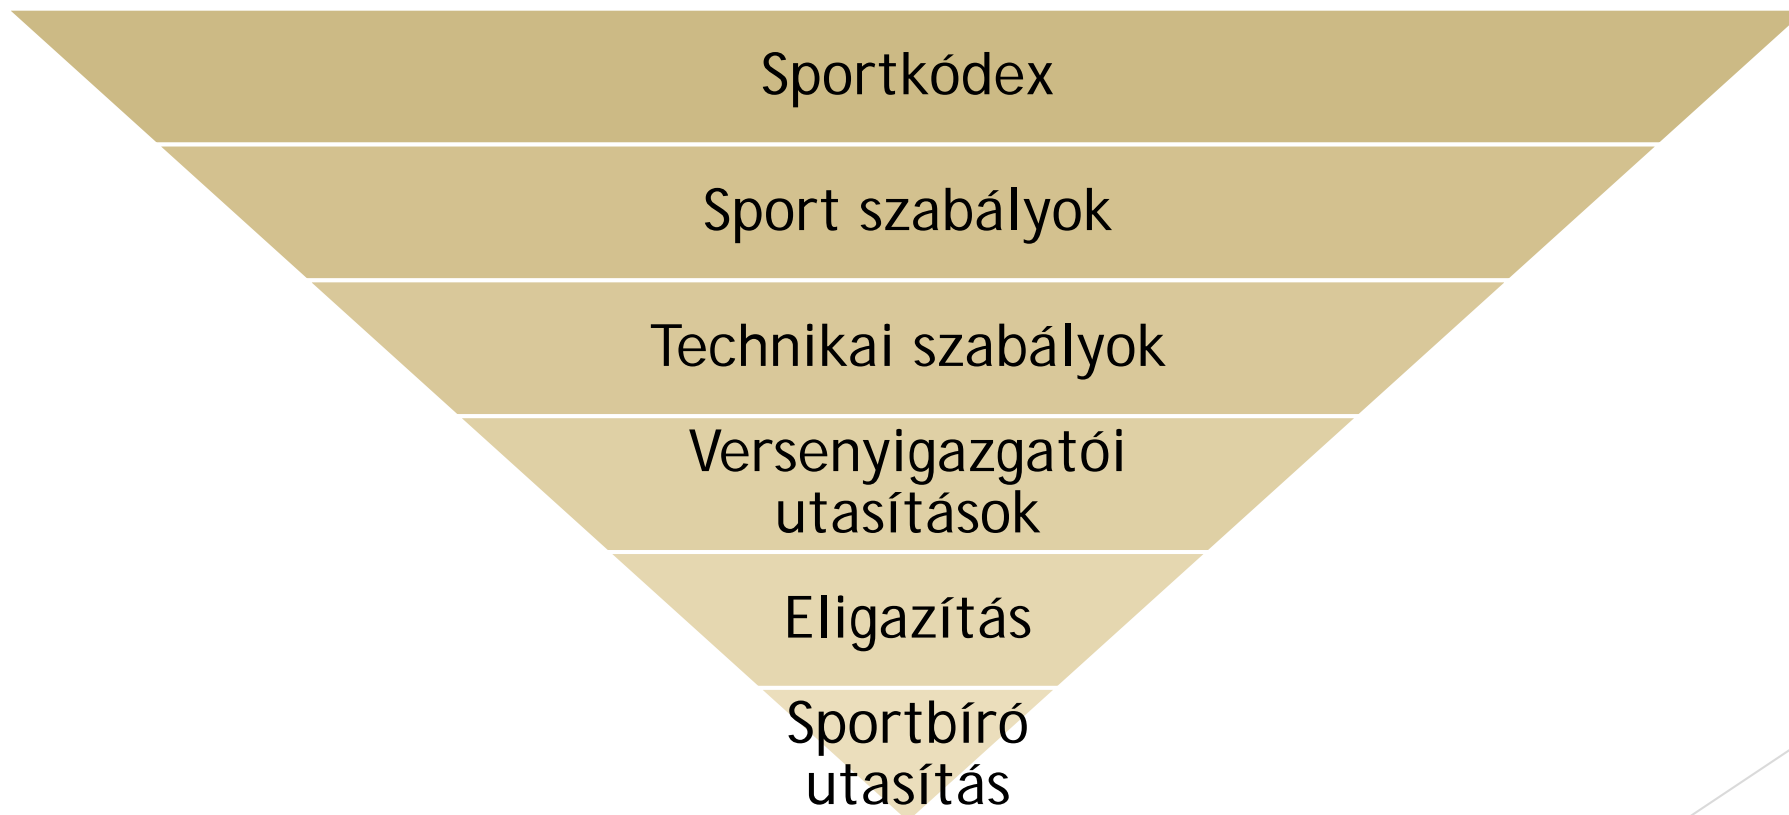 Sportkódex
Sport szabályok
Technikai szabályok
Versenyigazgatói
utasítások
Eligazítás
Sportbíró
utasítás